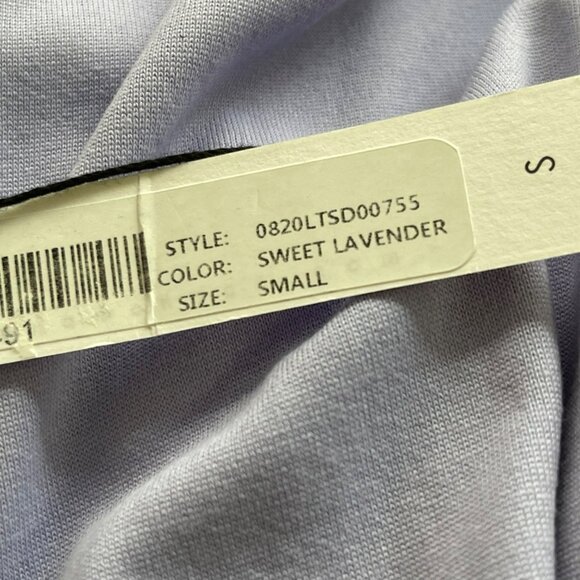 S
STYLE: 0820LTSD00755
COLOR: SWEET LAVENDER
SIZE: SMALL
91